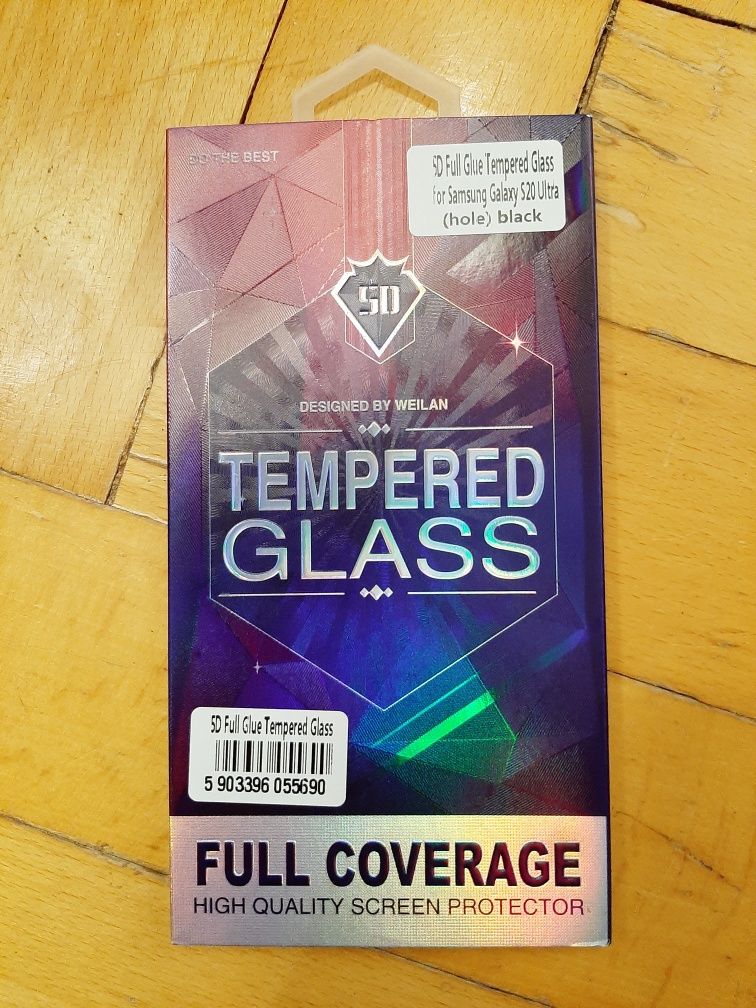 DO THE BEST
5D Full Glue Tempered Glass
for Samsung Galaxy S20 Ultra
(hole) black
5D
DESIGNED BY WEILAN
TEMPERED
GLASS
5D Full Glue Tempered Glass
5 903396 055690
FULL COVERAGE
HIGH QUALITY SCREEN PROTECTOR